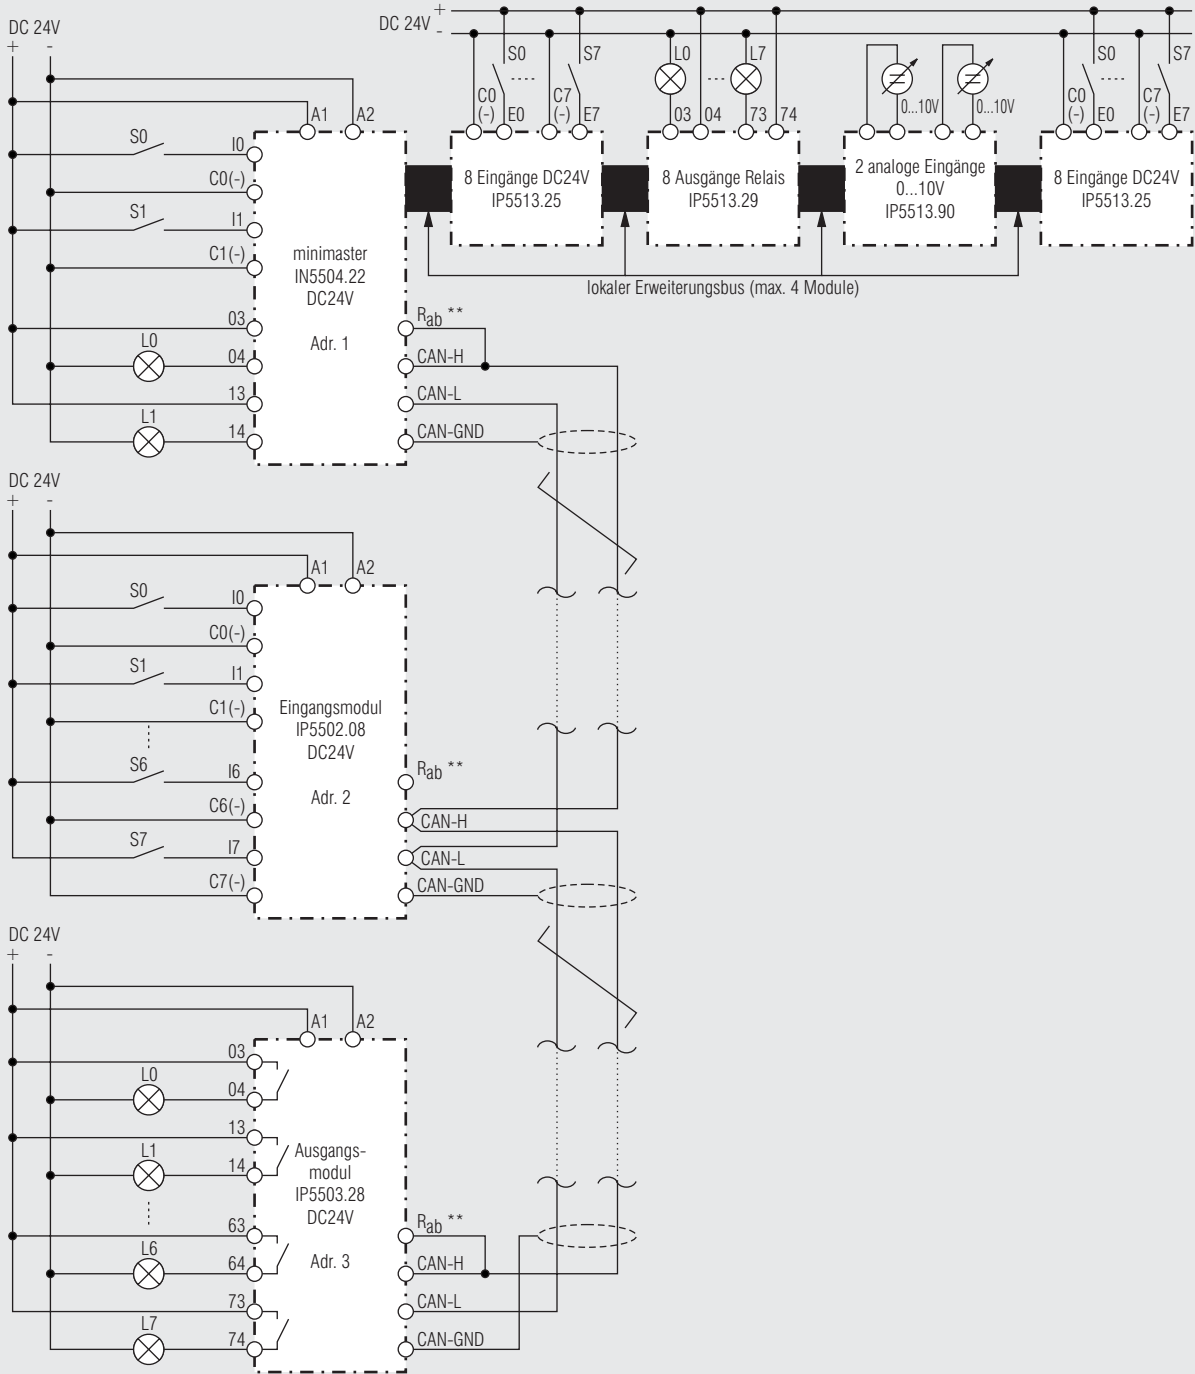 DC 24V
+ -
DC 24V
+
-
A1 A2
S0 I0
C0(-)
S1 I1
C1(-)
03
L0 04
13
L1 14
minimaster
IN5504.22
DC24V
Adr. 1
Rab **
CAN-H
CAN-L
CAN-GND
S0 S7
C0
(-) E0
C7
(-) E7
8 Eingänge DC24V
IP5513.25
L0 L7
03 04 73 74
8 Ausgänge Relais
IP5513.29
0...10V 0...10V
2 analoge Eingänge
0...10V
IP5513.90
S0 S7
C0
(-) E0
C7
(-) E7
8 Eingänge DC24V
IP5513.25
lokaler Erweiterungsbus (max. 4 Module)
DC 24V
+ -
A1 A2
S0 I0
C0(-)
S1 I1
C1(-)
S6 I6
C6(-)
S7 I7
C7(-)
Eingangsmodul
IP5502.08
DC24V
Adr. 2
Rab **
CAN-H
CAN-L
CAN-GND
DC 24V
+ -
A1 A2
03
L0 04
13
L1 14
63
L6 64
73
L7 74
Ausgangs-
modul
IP5503.28
DC24V
Adr. 3
Rab **
CAN-H
CAN-L
CAN-GND